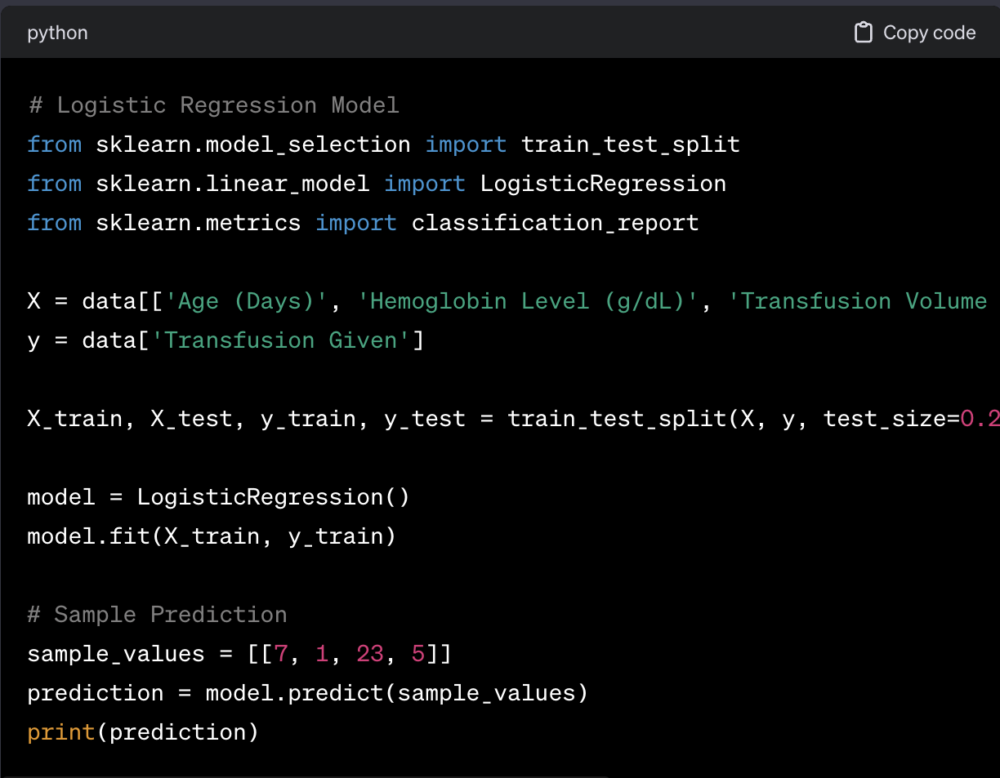 python
Copy code
# Logistic Regression Model
from sklearn.model_selection import train_test_split
from sklearn.linear_model import LogisticRegression
from sklearn.metrics import classification_report
X = data[['Age (Days)', 'Hemoglobin Level (g/dL)', 'Transfusion Volume
y = data['Transfusion Given']
X_train, X_test, y_train, y_test = train_test_split(X, y, test_size=0.2
model = LogisticRegression()
model.fit(X_train, y_train)
# Sample Prediction
sample_values = [[7, 1, 23, 5]]
prediction = model.predict(sample_values)
print(prediction)